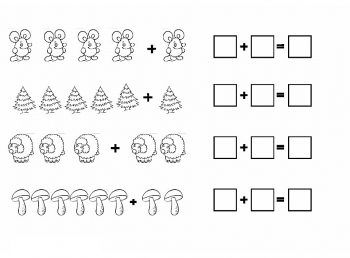 + + =
+ + =
+ + =
+ + =